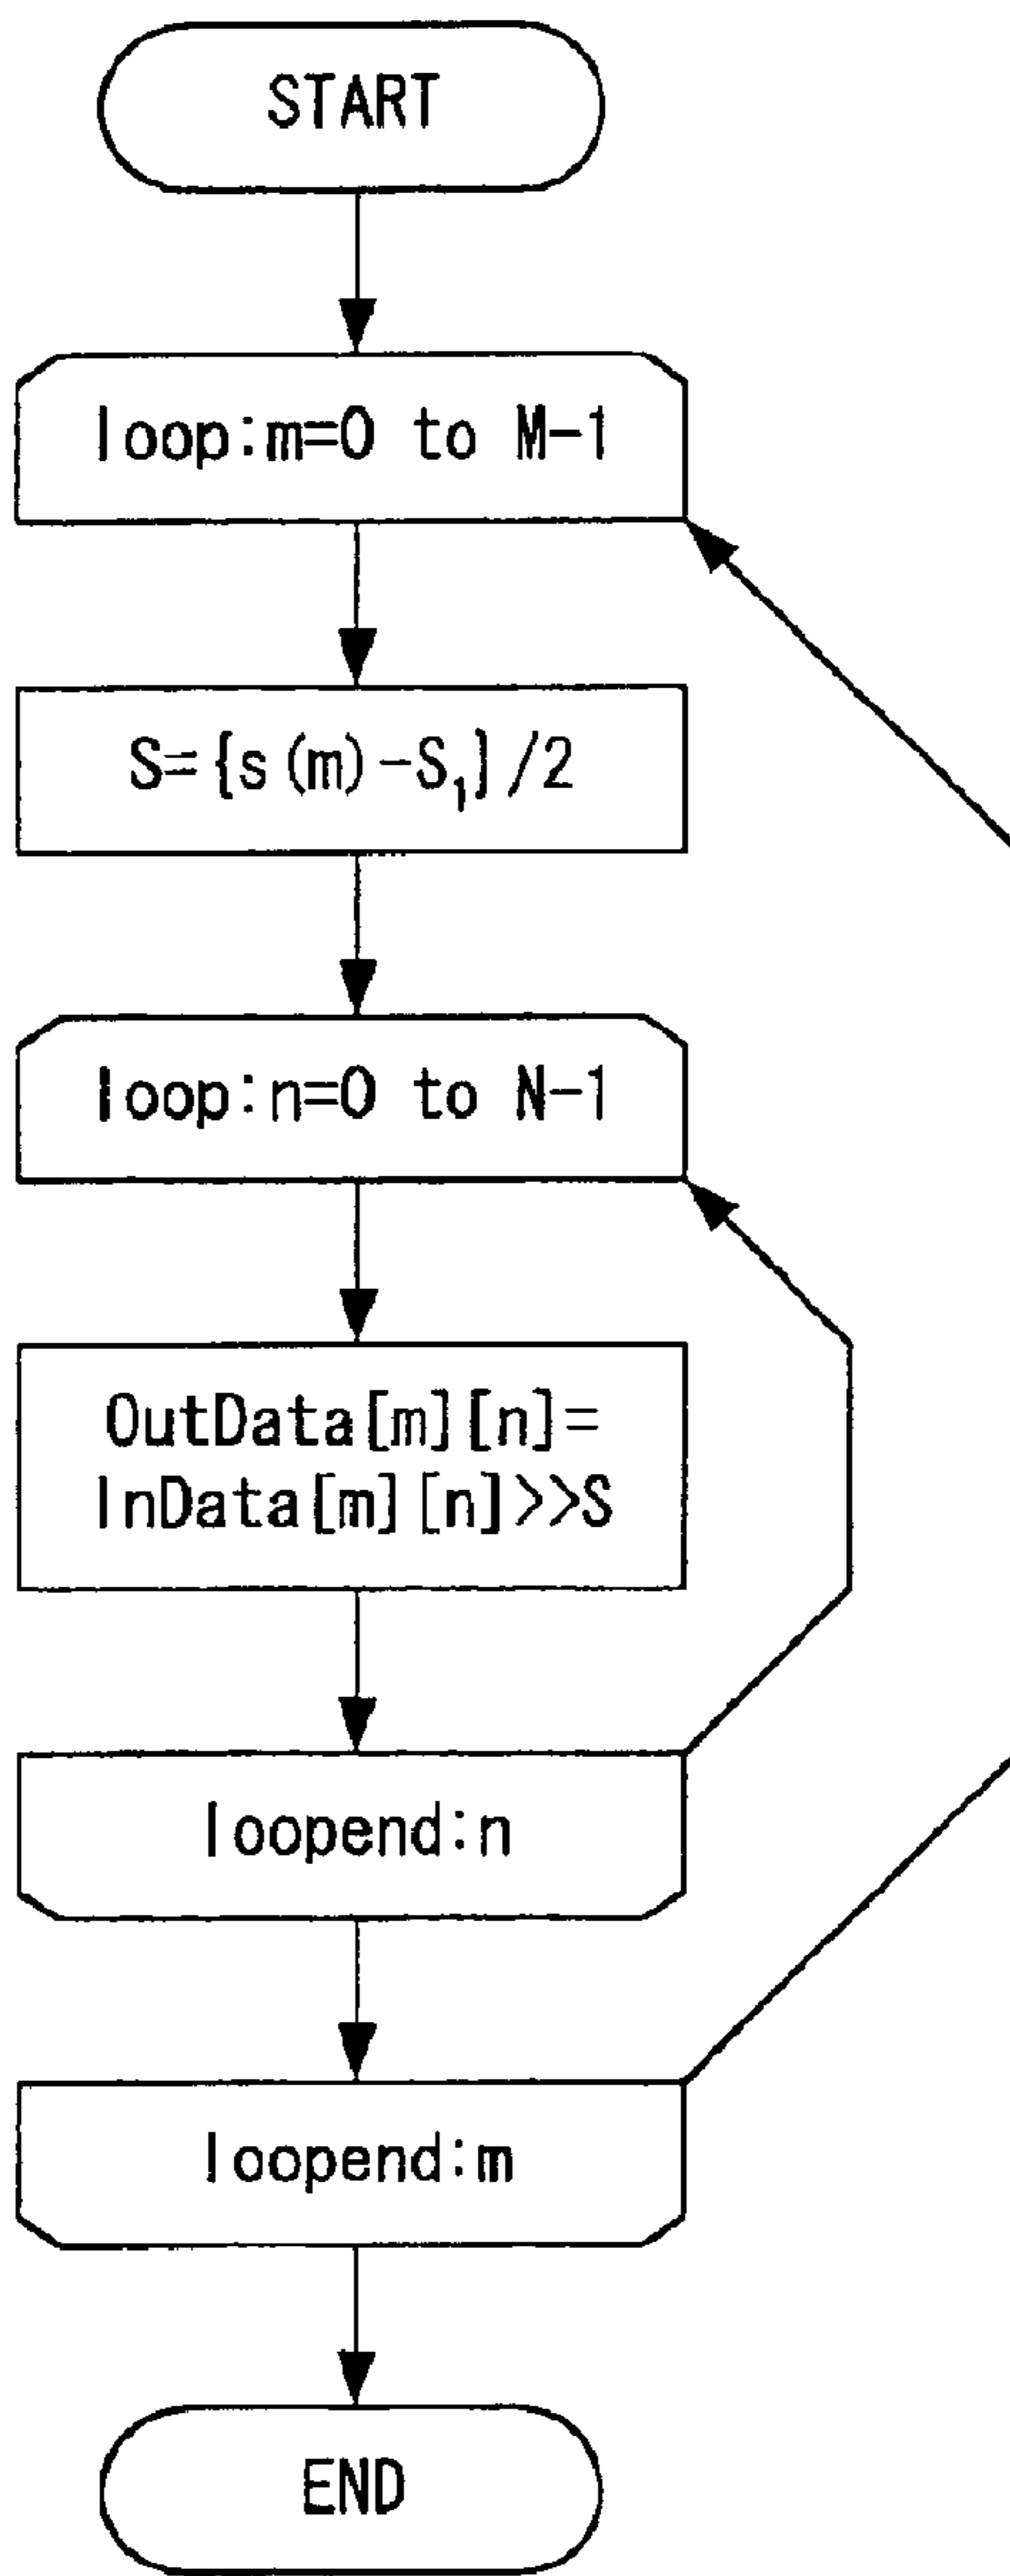 START
loop:m=0 to M-1
S={s(m)-S₁}/2
loop:n=0 to N-1
OutData[m][n]=
InData[m][n]>>S
loopend:n
loopend:m
END